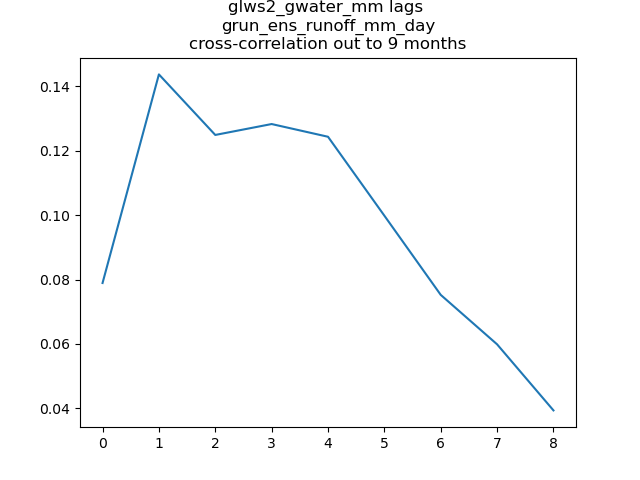 glws2_gwater_mm lags
grun_ens_runoff_mm_day
cross-correlation out to 9 months
0.14
0.12
0.10
0.08
0.06
0.04
0 1 2 3 4 5 6 7 8